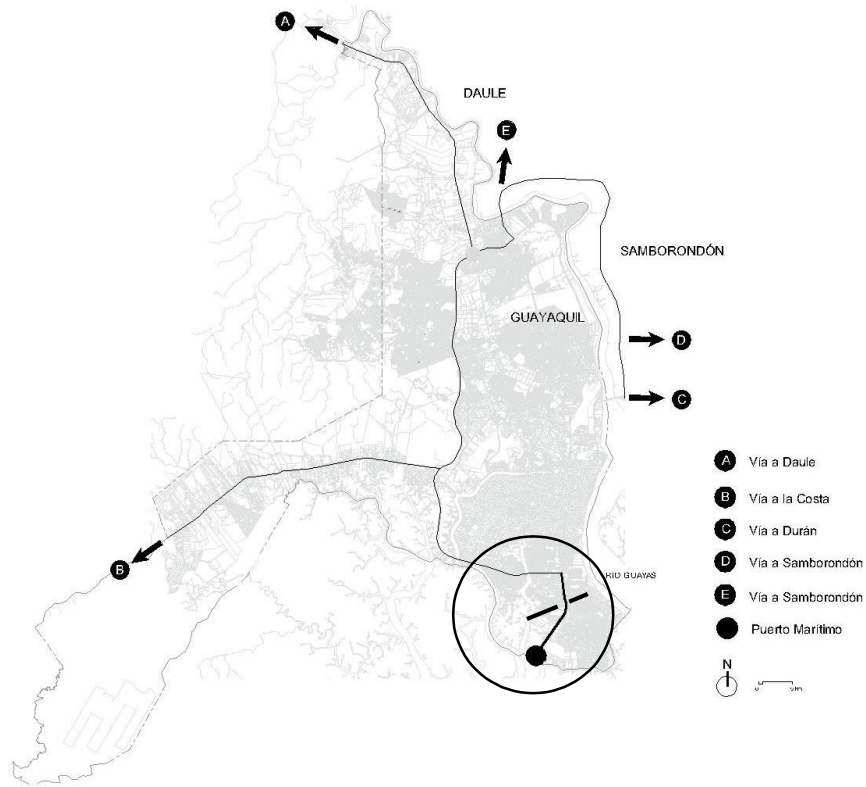 A
DAULE
E
SAMBORONDÓN
GUAYAQUIL
D
C
B
RIO GUAYAS
A Vía a Daule
B Vía a la Costa
C Vía a Durán
D Vía a Samborondón
E Vía a Samborondón
Puerto Marítimo
N